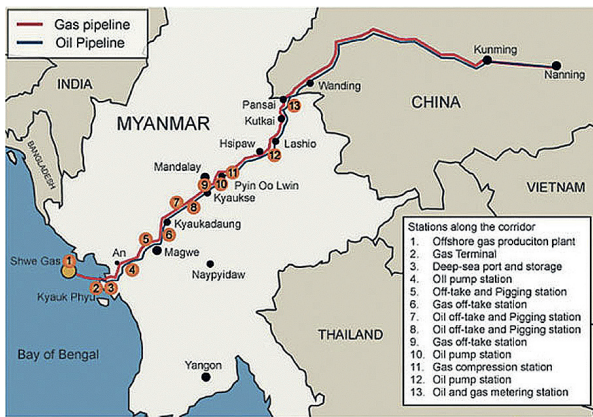 Gas pipeline
Oil Pipeline
Kunming
Nanning
INDIA
Wanding
Pansai
13
CHINA
Kutkai
MYANMAR
BANGLADESH
Hsipaw
Lashio
12
Mandalay
11
9
10
Pyin Oo Lwin
VIETNAM
7
Kyaukse
8
Kyaukadaung
6
5
An
Magwe
Shwe Gas
1
4
Naypyidaw
2
3
Kyauk Phyu
THAILAND
Bay of Bengal
Yangon
Stations along the corridor
1. Offshore gas produciton plant
2. Gas Terminal
3. Deep-sea port and storage
4. Oil pump station
5. Off-take and Pigging station
6. Gas off-take station
7. Oil off-take and Pigging station
8. Oil off-take and Pigging station
9. Gas off-take station
10. Oil pump station
11. Gas compression station
12. Oil pump station
13. Oil and gas metering station